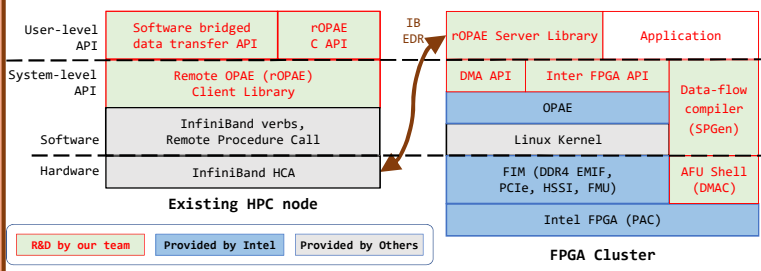 User-level
API
Software bridged
data transfer API
rOPAE
C API
IB
EDR
rOPAE Server Library
Application
System-level
API
Remote OPAE (rOPAE)
Client Library
DMA API
Inter FPGA API
Data-flow
compiler
(SPGen)
OPAE
InfiniBand verbs,
Remote Procedure Call
Linux Kernel
Software
Hardware
InfiniBand HCA
FIM (DDR4 EMIF,
PCIe, HSSI, FMU)
AFU Shell
(DMAC)
Existing HPC node
Intel FPGA (PAC)
R&D by our team
Provided by Intel
Provided by Others
FPGA Cluster